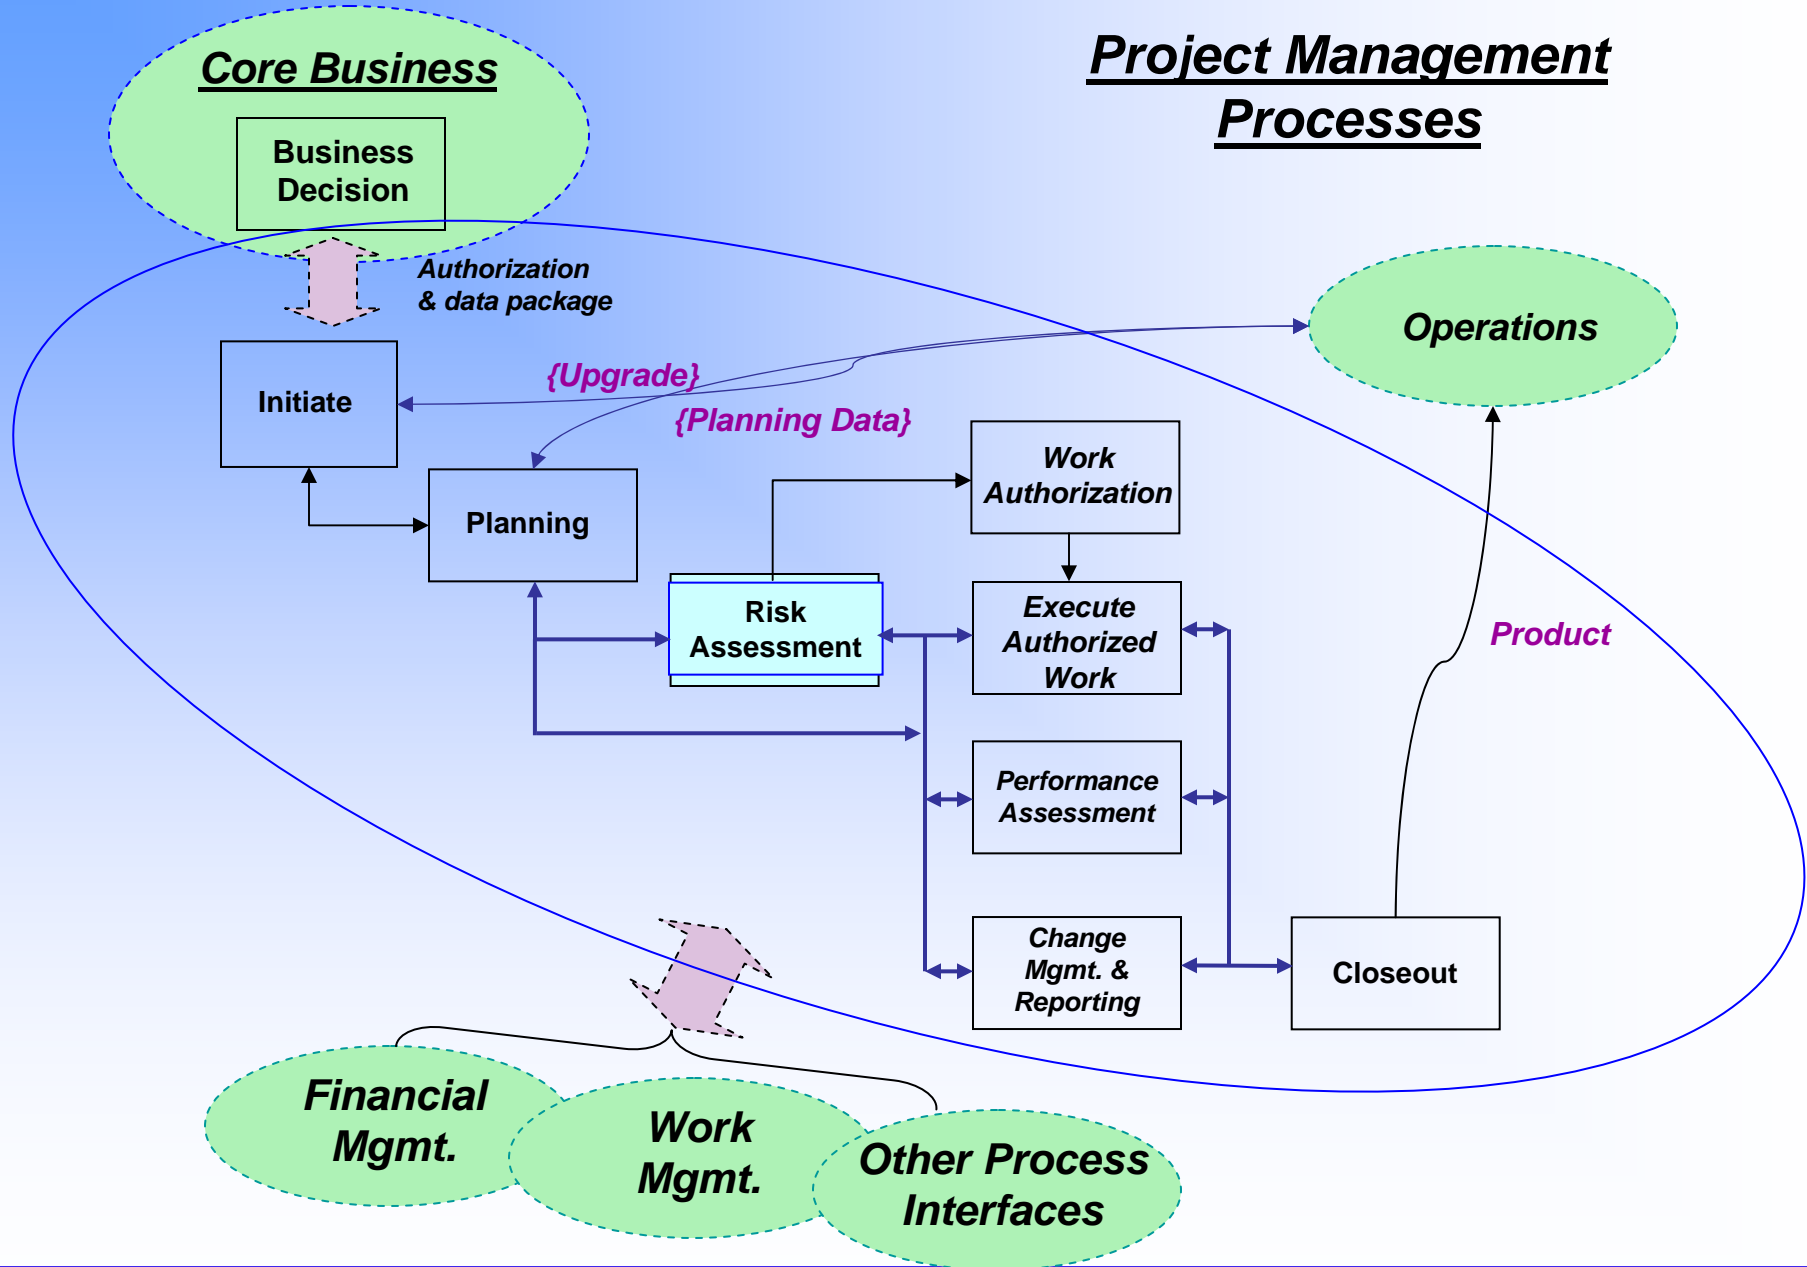 Project Management
Processes
Core Business
Business
Decision
Authorization
& data package
Operations
Initiate
{Upgrade}
{Planning Data}
Work
Authorization
Planning
Risk
Assessment
Execute
Authorized
Work
Product
Performance
Assessment
Change
Mgmt. &
Reporting
Closeout
Financial
Mgmt.
Work
Mgmt.
Other Process
Interfaces